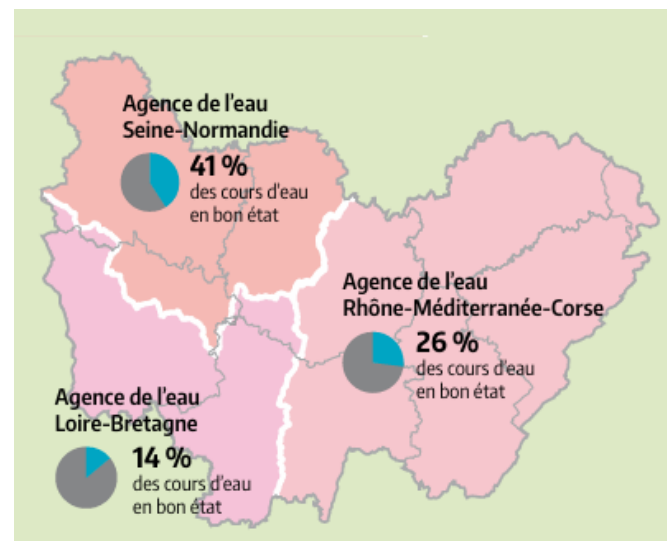 Agence de l'eau
Seine-Normandie
41 %
des cours d'eau
en bon état
Agence de l'eau
Rhône-Méditerranée-Corse
26 %
des cours d'eau
en bon état
Agence de l'eau
Loire-Bretagne
14 %
des cours d'eau
en bon état